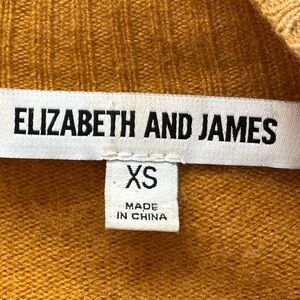 ELIZABETH AND JAMES
XS
MADE
IN CHINA